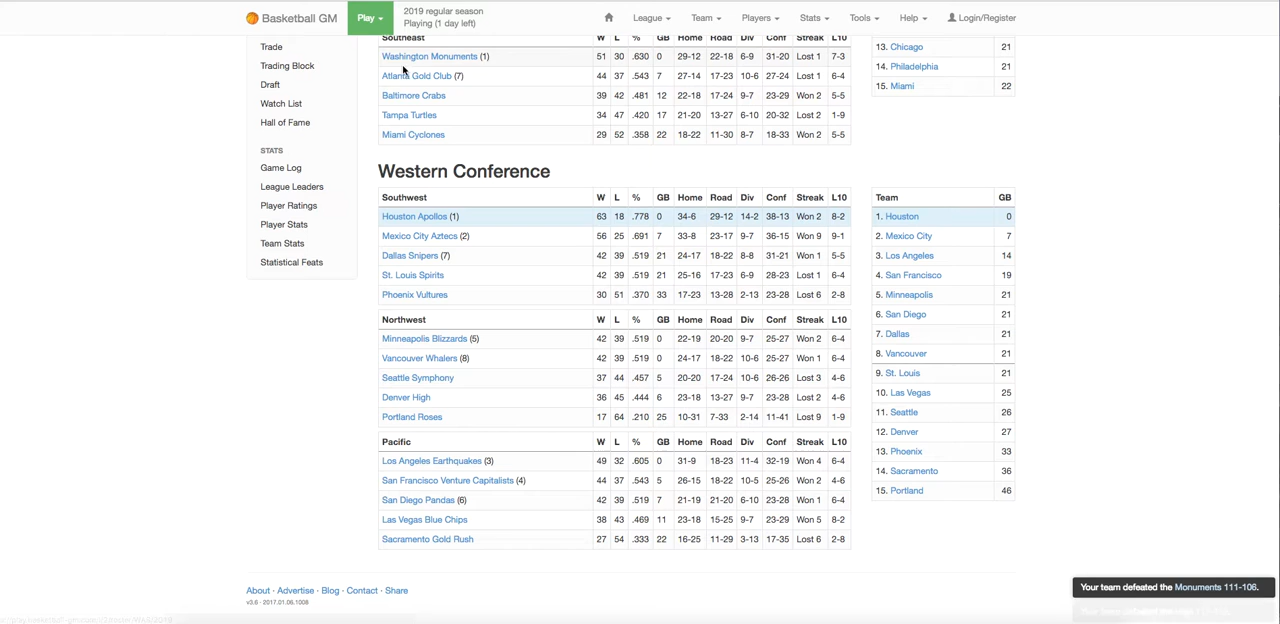 Basketball GM
Play
2019 regular season
Playing (1 day left)
League
Team
Players
Stats
Tools
Help
Login/Register
Trade
Trading Block
Draft
Watch List
Hall of Fame
STATS
Game Log
League Leaders
Player Ratings
Player Stats
Team Stats
Statistical Feats
Southeast W L % GB Home Road Div Conf Streak L10
Washington Monuments (1) 51 30 .630 0 29-12 22-18 6-9 31-20 Lost 1 7-3
Atlanta Gold Club (7) 44 37 .543 7 27-14 17-23 10-6 27-24 Lost 1 6-4
Baltimore Crabs 39 42 .481 12 22-18 17-24 9-7 23-29 Won 2 5-5
Tampa Turtles 34 47 .420 17 21-20 13-27 6-10 20-32 Lost 2 1-9
Miami Cyclones 29 52 .358 22 18-22 11-30 8-7 18-33 Won 2 5-5
13. Chicago 21
14. Philadelphia 21
15. Miami 22
Western Conference
Southwest W L % GB Home Road Div Conf Streak L10
Houston Apollos (1) 63 18 .778 0 34-6 29-12 14-2 38-13 Won 2 8-2
Mexico City Aztecs (2) 56 25 .691 7 33-8 23-17 9-7 36-15 Won 9 9-1
Dallas Snipers (7) 42 39 .519 21 24-17 18-22 8-8 31-21 Won 1 5-5
St. Louis Spirits 42 39 .519 21 25-16 17-23 6-9 28-23 Lost 1 6-4
Phoenix Vultures 30 51 .370 33 17-23 13-28 2-13 23-28 Lost 6 2-8
Northwest W L % GB Home Road Div Conf Streak L10
Minneapolis Blizzards (5) 42 39 .519 0 22-19 20-20 9-7 25-27 Won 2 6-4
Vancouver Whalers (8) 42 39 .519 0 24-17 18-22 10-6 25-27 Won 1 6-4
Seattle Symphony 37 44 .457 5 20-20 17-24 10-6 26-26 Lost 3 4-6
Denver High 36 45 .444 6 23-18 13-27 9-7 23-28 Lost 2 4-6
Portland Roses 17 64 .210 25 10-31 7-33 2-14 11-41 Lost 9 1-9
Pacific W L % GB Home Road Div Conf Streak L10
Los Angeles Earthquakes (3) 49 32 .605 0 31-9 18-23 11-4 32-19 Won 4 6-4
San Francisco Venture Capitalists (4) 44 37 .543 5 26-15 18-22 10-5 25-26 Won 2 4-6
San Diego Pandas (6) 42 39 .519 7 21-19 21-20 6-10 23-28 Won 1 6-4
Las Vegas Blue Chips 38 43 .469 11 23-18 15-25 9-7 23-29 Won 5 8-2
Sacramento Gold Rush 27 54 .333 22 16-25 11-29 3-13 17-35 Lost 6 2-8
Team GB
1. Houston 0
2. Mexico City 7
3. Los Angeles 14
4. San Francisco 19
5. Minneapolis 21
6. San Diego 21
7. Dallas 21
8. Vancouver 21
9. St. Louis 21
10. Las Vegas 25
11. Seattle 26
12. Denver 27
13. Phoenix 33
14. Sacramento 36
15. Portland 46
About · Advertise · Blog · Contact · Share
v3.6 - 2017.01.06.1008
Your team defeated the Monuments 111-106.